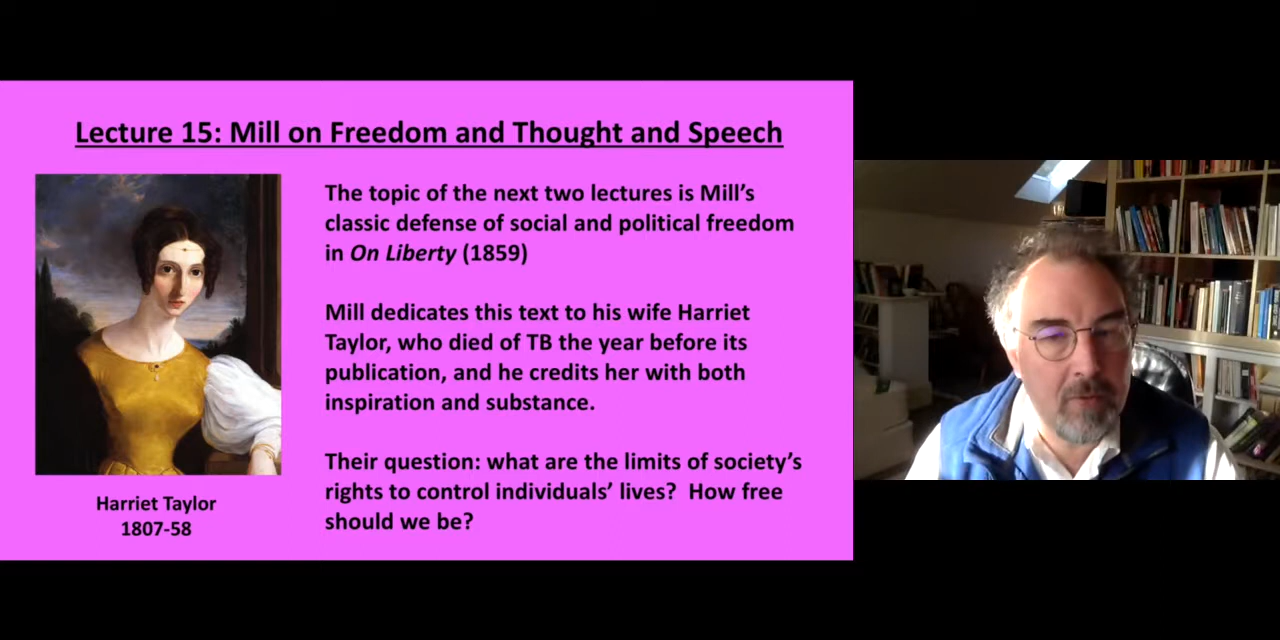 Lecture 15: Mill on Freedom and Thought and Speech
The topic of the next two lectures is Mill’s
classic defense of social and political freedom
in On Liberty (1859)
Mill dedicates this text to his wife Harriet
Taylor, who died of TB the year before its
publication, and he credits her with both
inspiration and substance.
Their question: what are the limits of society’s
rights to control individuals’ lives?  How free
should we be?
Harriet Taylor
1807-58